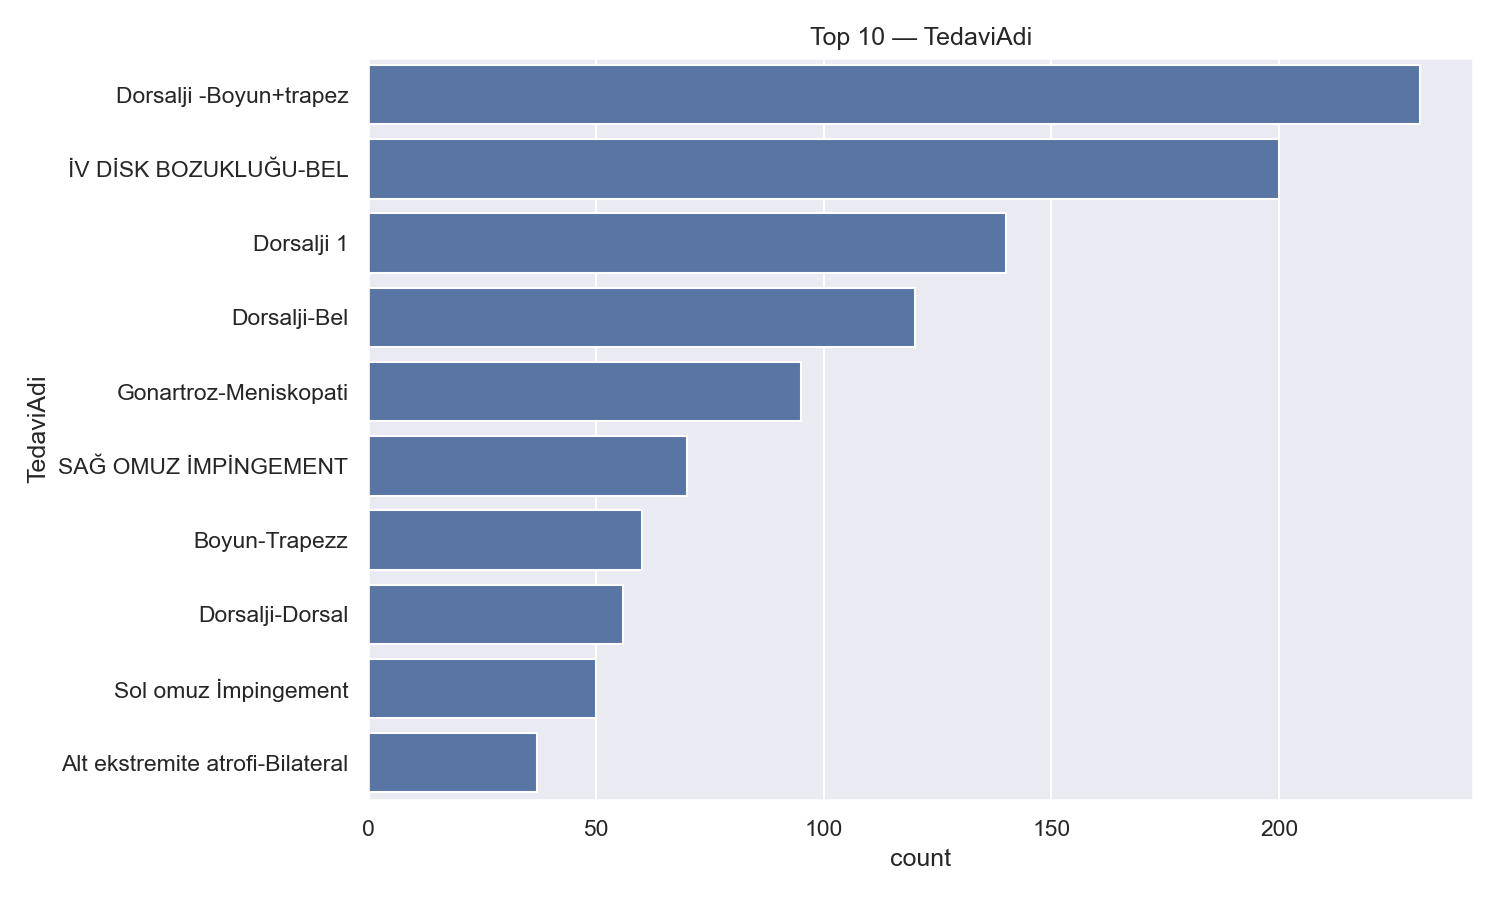 Top 10 — TedaviAdi
Dorsalji -Boyun+trapez
İV DİSK BOZUKLUĞU-BEL
Dorsalji 1
Dorsalji-Bel
Gonartroz-Meniskopati
SAĞ OMUZ İMPİNGEMENT
Boyun-Trapezz
Dorsalji-Dorsal
Sol omuz İmpingement
Alt ekstremite atrofi-Bilateral
TedaviAdi
0 50 100 150 200
count